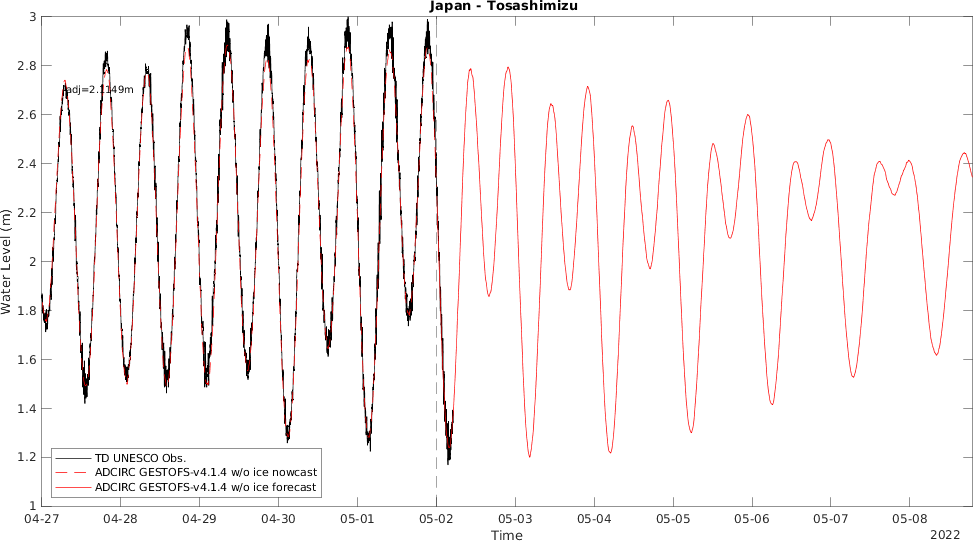 Japan - Tosashimizu
3
2.8
2.6
2.4
2.2
2
1.8
1.6
1.4
1.2
1
Water Level (m)
adj=2.1149m
TD UNESCO Obs.
ADCIRC GESTOFS-v4.1.4 w/o ice nowcast
ADCIRC GESTOFS-v4.1.4 w/o ice forecast
04-27 04-28 04-29 04-30 05-01 05-02 05-03 05-04 05-05 05-06 05-07 05-08
Time
2022